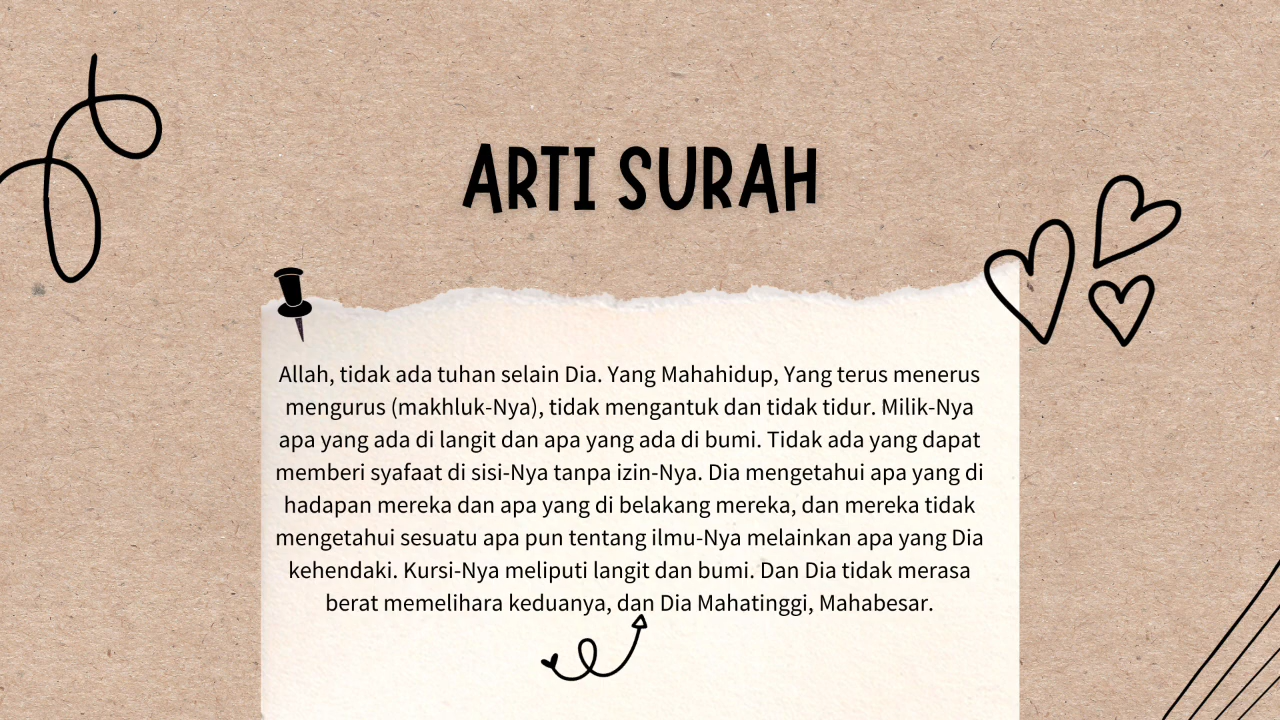 ARTI SURAH
Allah, tidak ada tuhan selain Dia. Yang Mahahidup, Yang terus menerus
mengurus (makhluk-Nya), tidak mengantuk dan tidak tidur. Milik-Nya
apa yang ada di langit dan apa yang ada di bumi. Tidak ada yang dapat
memberi syafaat di sisi-Nya tanpa izin-Nya. Dia mengetahui apa yang di
hadapan mereka dan apa yang di belakang mereka, dan mereka tidak
mengetahui sesuatu apa pun tentang ilmu-Nya melainkan apa yang Dia
kehendaki. Kursi-Nya meliputi langit dan bumi. Dan Dia tidak merasa
berat memelihara keduanya, dan Dia Mahatinggi, Mahabesar.